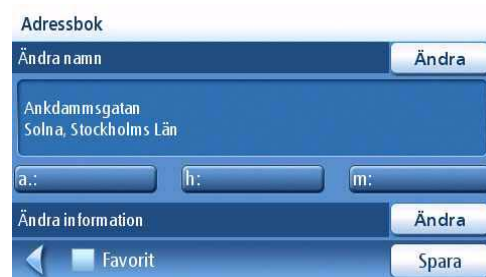 Adressbok
Ändra namn Ändra
Ankdammsgatan
Solna, Stockholms Län
a.: h: m:
Ändra information Ändra
Favorit Spara